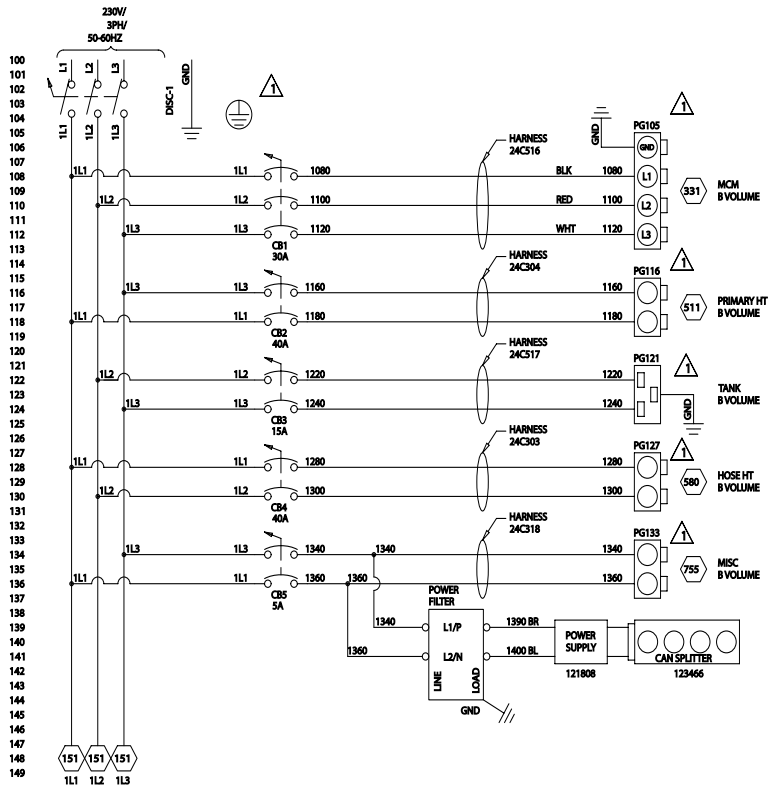 230V/
3PH/
50-60HZ
100
101
102
103
104
105
106
107
108
109
110
111
112
113
114
115
116
117
118
119
120
121
122
123
124
125
126
127
128
129
130
131
132
133
134
135
136
137
138
139
140
141
142
143
144
145
146
147
148
149
L1 L2 L3 GND
DISC-1
1L1 1L2 1L3
1
1
GND
PG105
GND
HARNESS
24C516
1L1 1L1 1080 BLK 1080 L1
1L2 1L2 1100 RED 1100 L2
331 MCM
B VOLUME
1L3 1L3 1120 WHT 1120 L3
CB1
30A
HARNESS
24C304
PG116
1
1L3 1L3 1160 1160
511 PRIMARY HT
B VOLUME
1L1 1L1 1180 1180
CB2
40A
HARNESS
24C517
PG121
1
1L2 1L2 1220 1220
TANK
B VOLUME
1L3 1L3 1240 1240
GND
CB3
15A
HARNESS
24C303
PG127
1
1L1 1L1 1280 1280
580 HOSE HT
B VOLUME
1L2 1L2 1300 1300
CB4
40A
HARNESS
24C318
PG133
1
1L3 1L3 1340 1340 1340
755 MISC
B VOLUME
1L1 1L1 1360 1360 1360
CB5
5A
POWER
FILTER
1340 L1/P 1390 BR
1360 L2/N 1400 BL
LINE LOAD
GND
POWER
SUPPLY
121808
CAN SPLITTER
123466
151 151 151
1L1 1L2 1L3